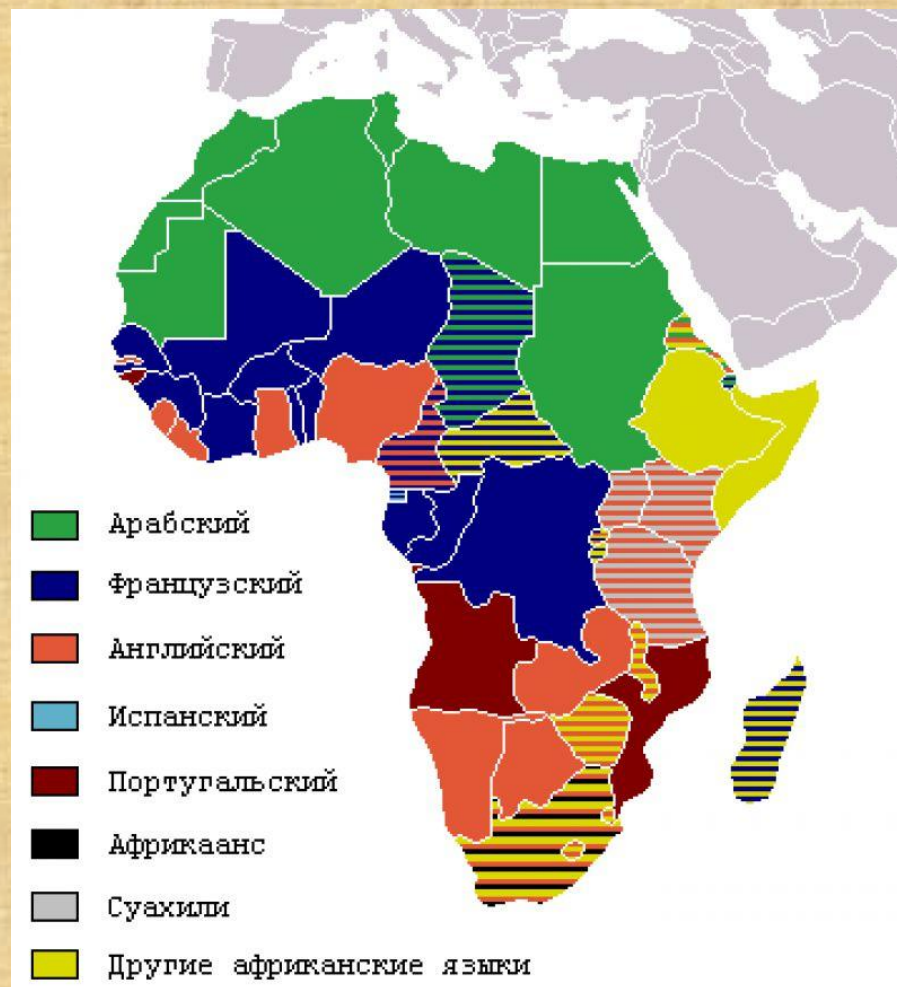 Арабский
Французский
Английский
Испанский
Португальский
Африкаанс
Суахили
Другие африканские языки